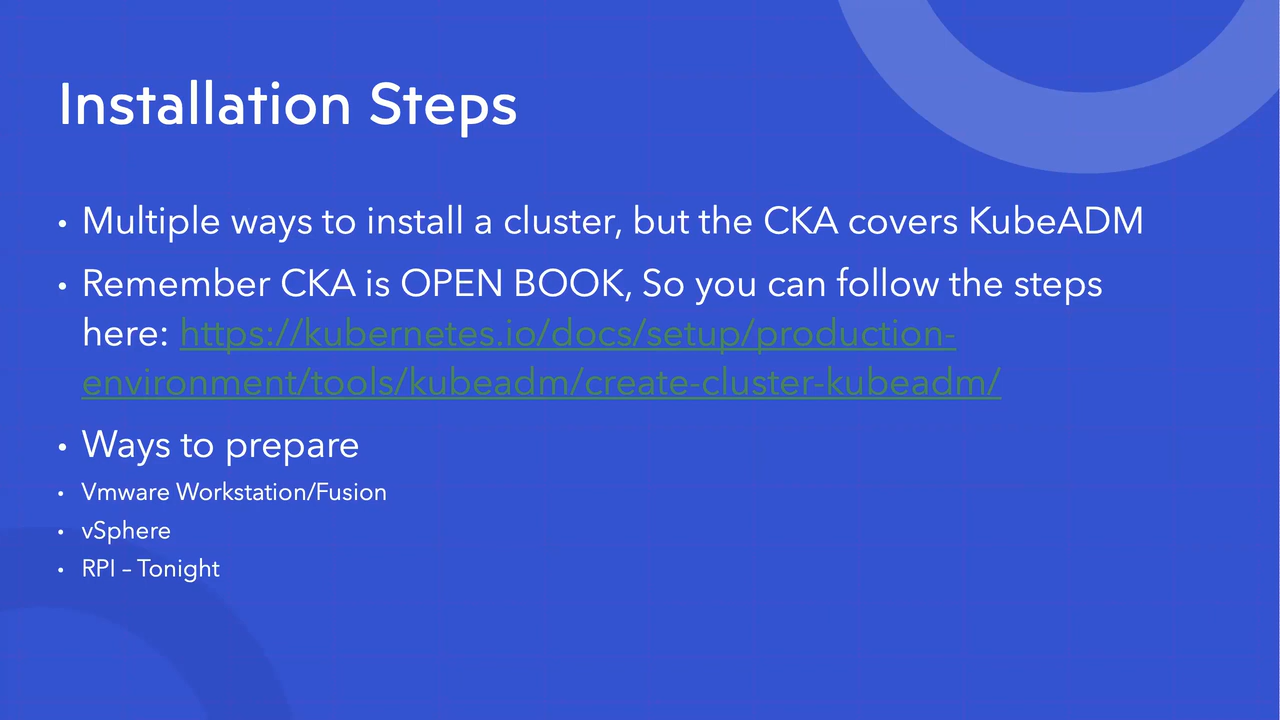 Installation Steps
• Multiple ways to install a cluster, but the CKA covers KubeADM
• Remember CKA is OPEN BOOK, So you can follow the steps
here: https://kubernetes.io/docs/setup/production-
environment/tools/kubeadm/create-cluster-kubeadm/
• Ways to prepare
• Vmware Workstation/Fusion
• vSphere
• RPI – Tonight